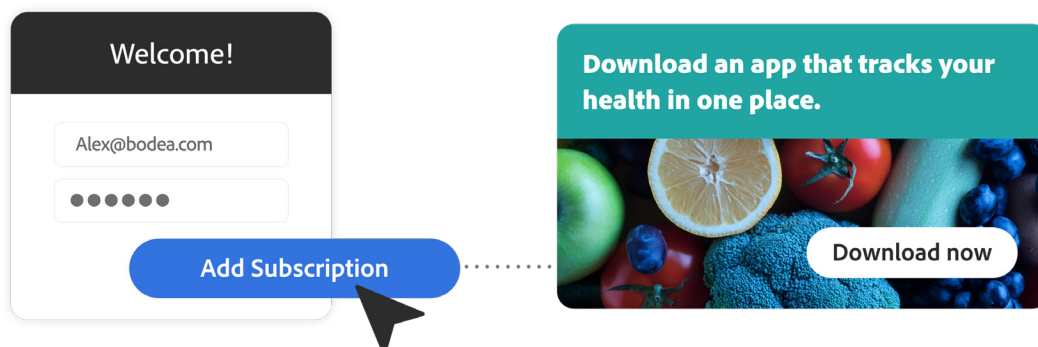 Welcome!
Alex@bodea.com
●●●●●●
Add Subscription
Download an app that tracks your
health in one place.
Download now